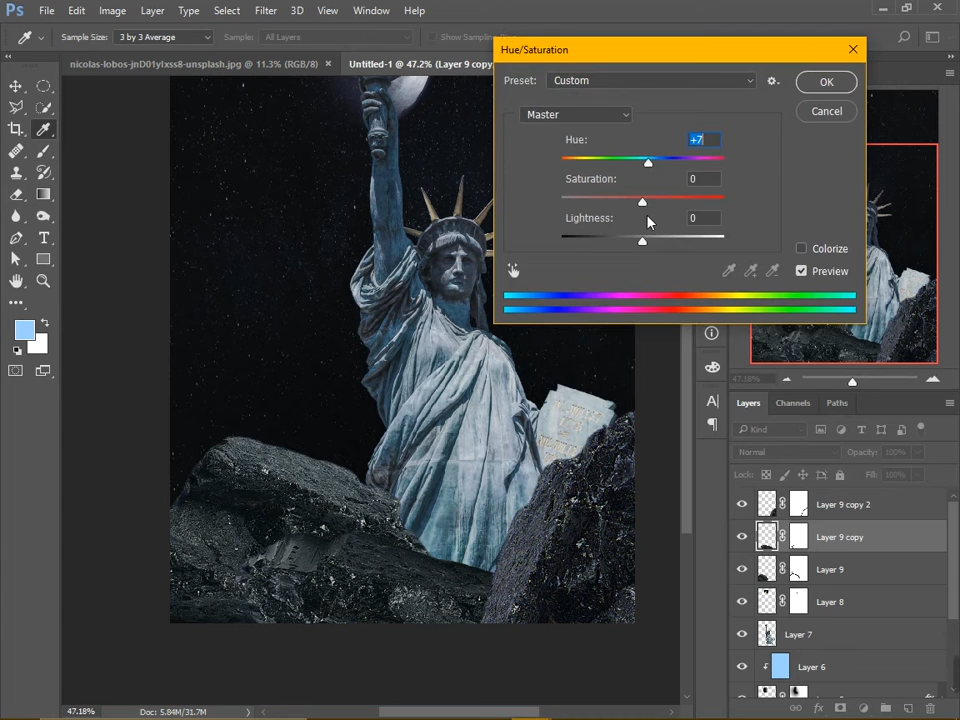 Ps File Edit Image Layer Type Select Filter 3D View Window Help
Sample Size: 3 by 3 Average Sample: All Layers Show Sampling
nicolas-lobos-jnD01ylxss8-unsplash.jpg @ 11.3% (RGB/8) × Untitled-1 @ 47.2% (Layer 9 copy,
Hue/Saturation
Preset: Custom
OK
Cancel
Master
Hue: +7
Saturation: 0
Lightness: 0
Colorize
Preview
47.18%
Layers Channels Paths
Kind
Normal Opacity: 100%
Lock: Fill: 100%
Layer 9 copy 2
Layer 9 copy
Layer 9
Layer 8
Layer 7
Layer 6
47.18% Doc: 5.84M/31.7M